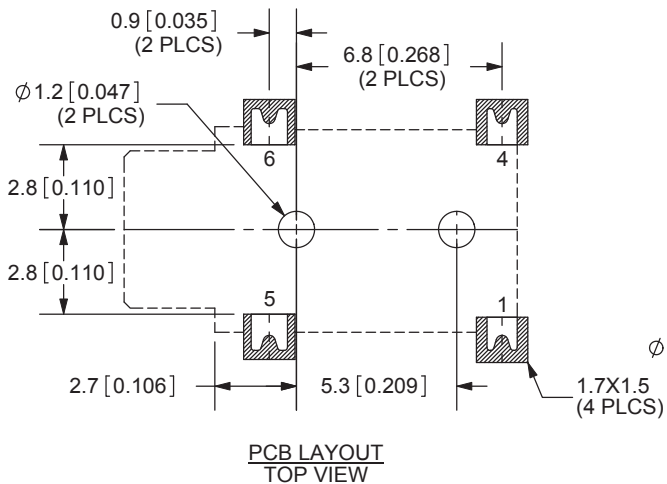 0.9 [0.035]
(2 PLCS)
6.8 [0.268]
(2 PLCS)
Ø1.2 [0.047]
(2 PLCS)
6
4
2.8 [0.110]
2.8 [0.110]
5
1
Ø
2.7 [0.106]
5.3 [0.209]
1.7X1.5
(4 PLCS)
PCB LAYOUT
TOP VIEW